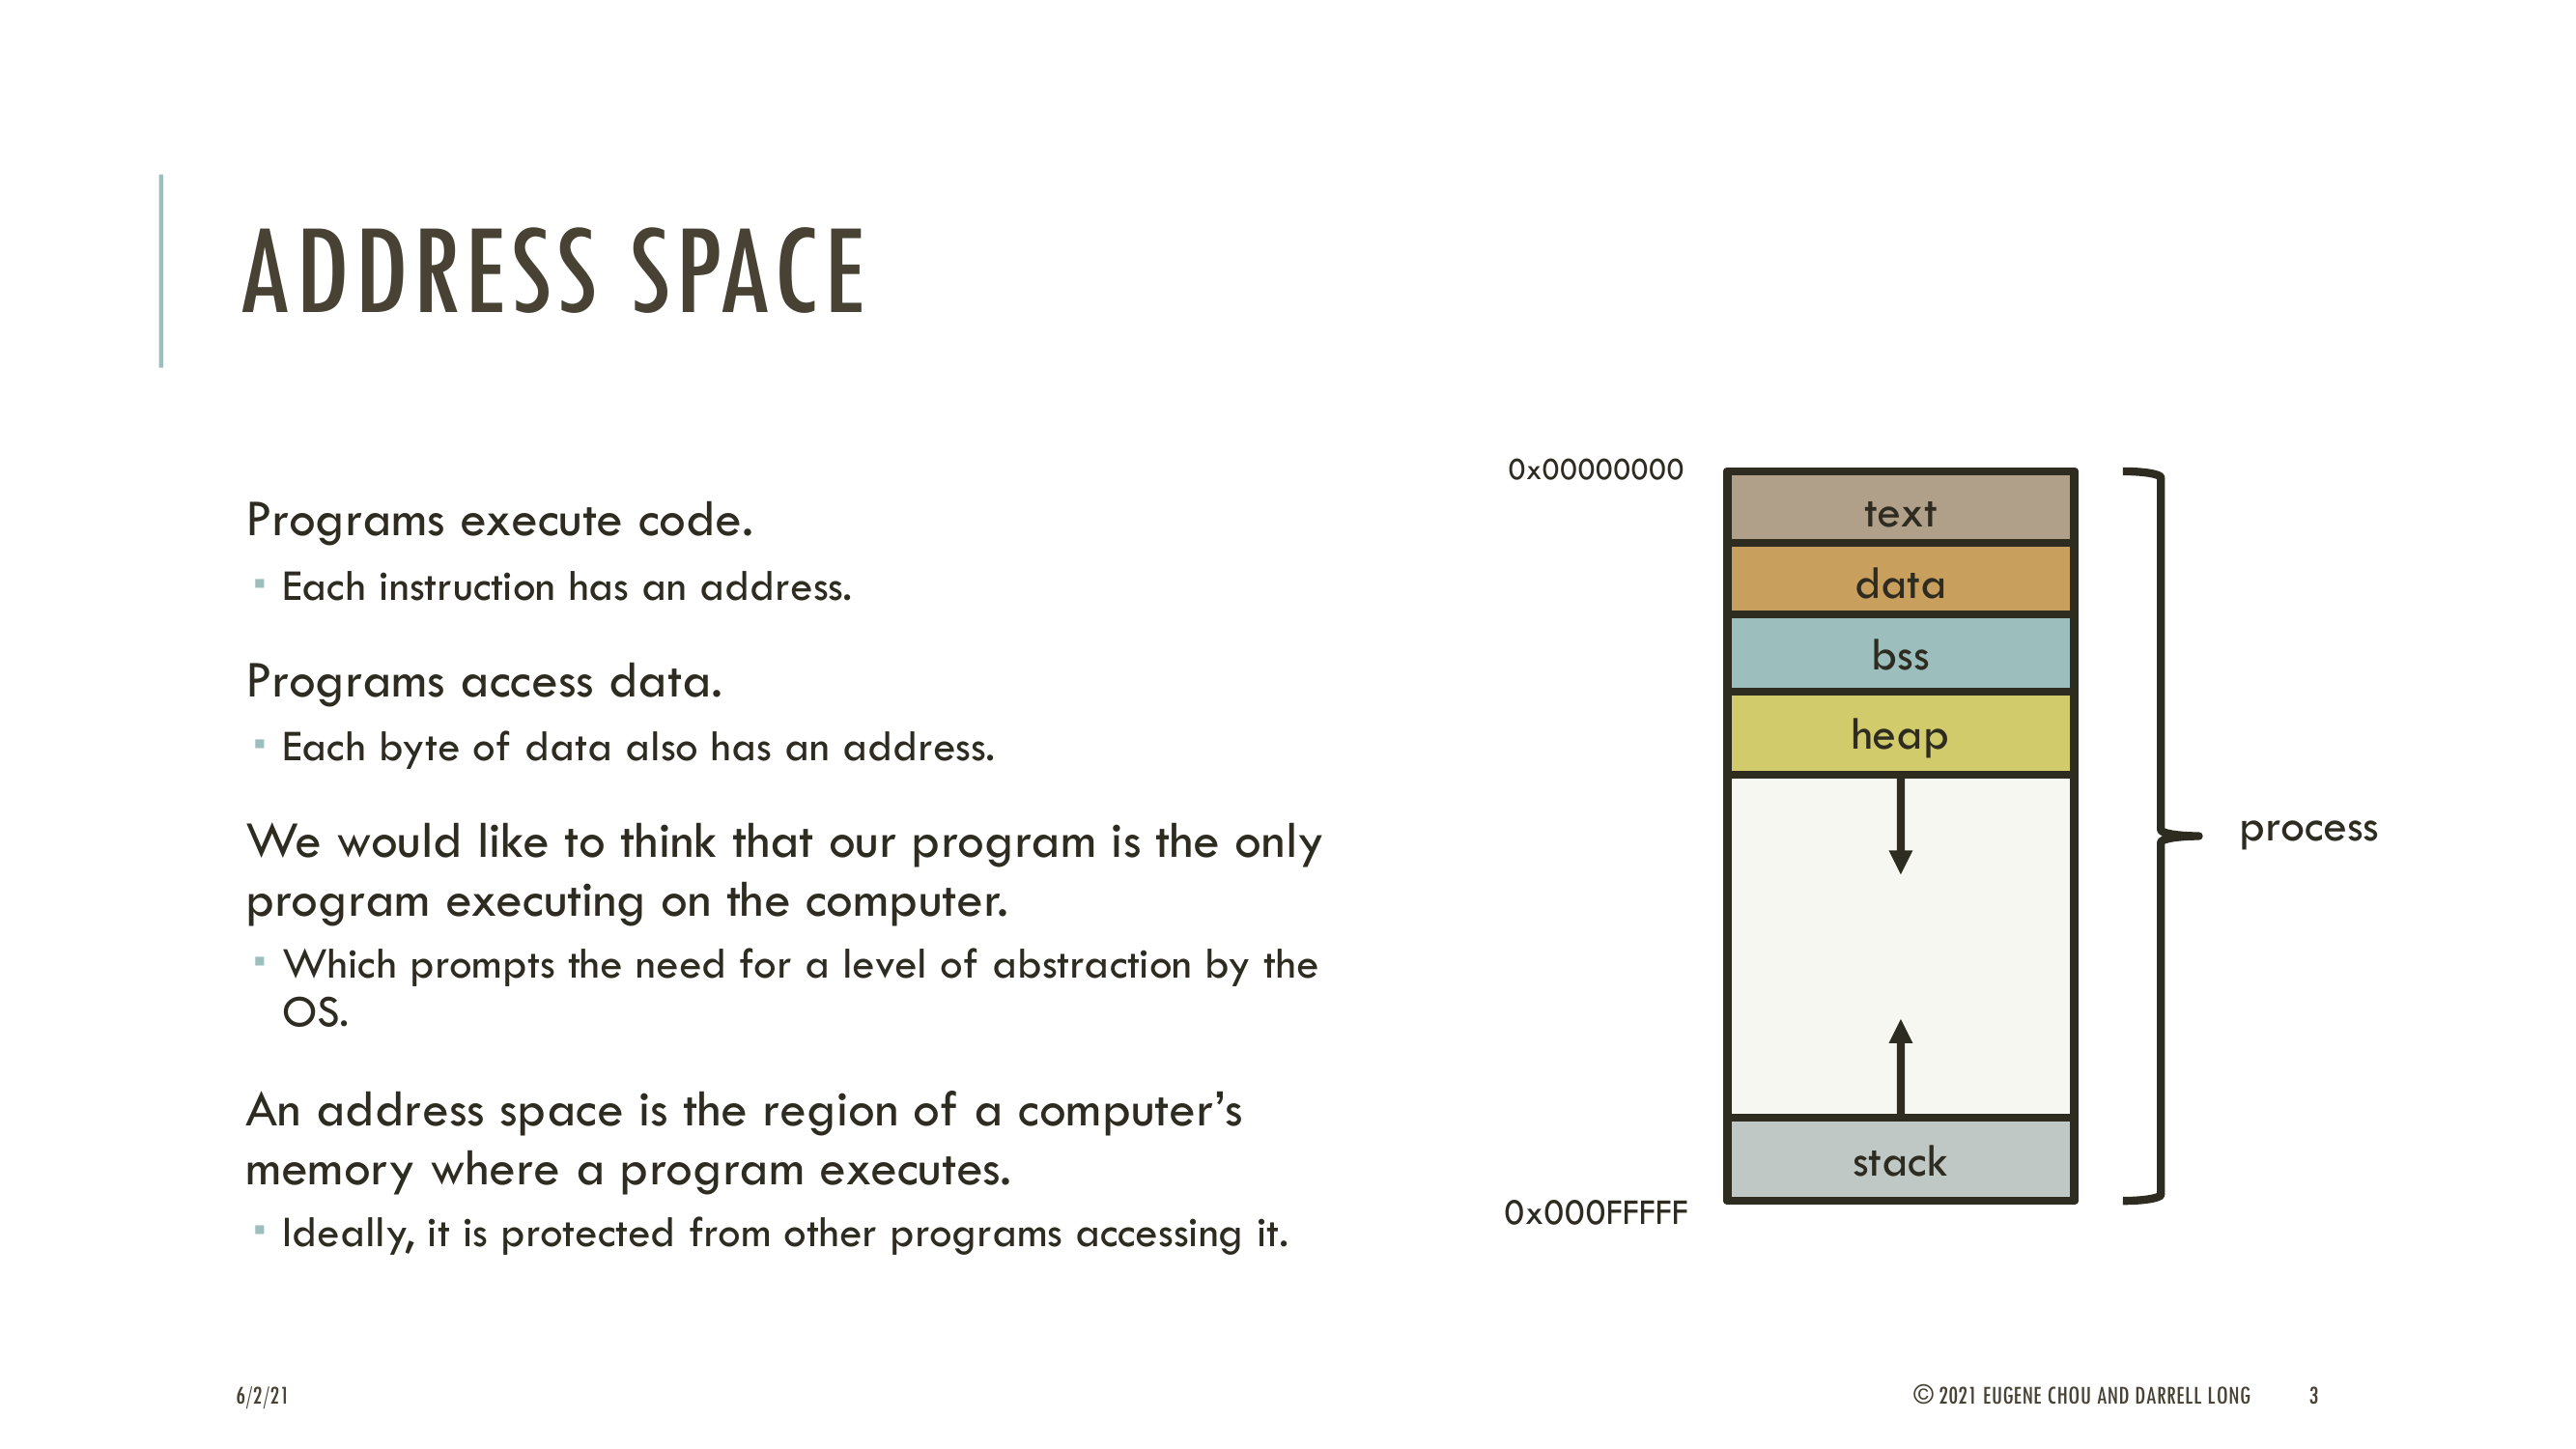 ADDRESS SPACE
Programs execute code.
▪ Each instruction has an address.
Programs access data.
▪ Each byte of data also has an address.
We would like to think that our program is the only
program executing on the computer.
▪ Which prompts the need for a level of abstraction by the
OS.
An address space is the region of a computer’s
memory where a program executes.
▪ Ideally, it is protected from other programs accessing it.
0x00000000
text
data
bss
heap
process
stack
0x000FFFFF
6/2/21
© 2021 EUGENE CHOU AND DARRELL LONG
3